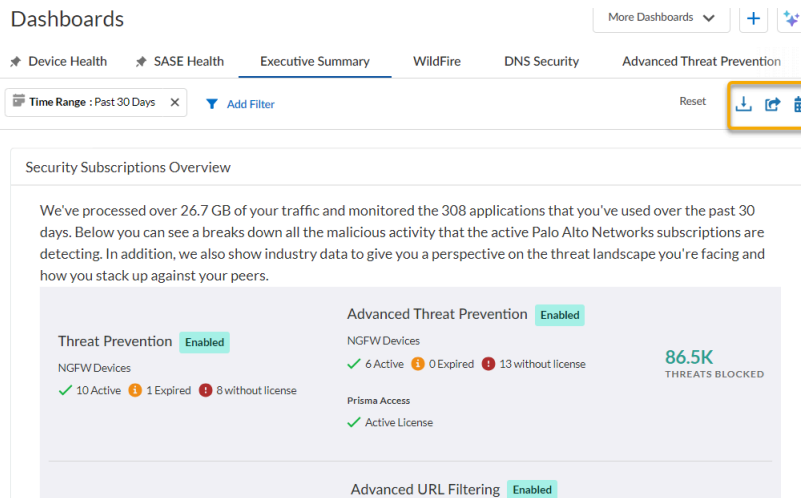 Dashboards
More Dashboards
Device Health
SASE Health
Executive Summary
WildFire
DNS Security
Advanced Threat Prevention
Time Range : Past 30 Days
Add Filter
Reset
Security Subscriptions Overview
We've processed over 26.7 GB of your traffic and monitored the 308 applications that you've used over the past 30
days. Below you can see a breaks down all the malicious activity that the active Palo Alto Networks subscriptions are
detecting. In addition, we also show industry data to give you a perspective on the threat landscape you're facing and
how you stack up against your peers.
Threat Prevention Enabled
NGFW Devices
10 Active 1 Expired 8 without license
Advanced Threat Prevention Enabled
NGFW Devices
6 Active 0 Expired 13 without license
Prisma Access
Active License
86.5K
THREATS BLOCKED
Advanced URL Filtering Enabled